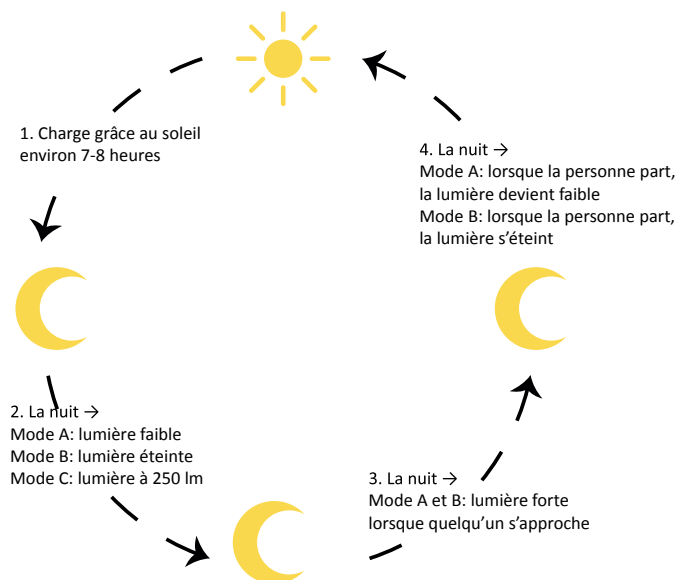 1. Charge grâce au soleil
environ 7-8 heures
2. La nuit →
Mode A: lumière faible
Mode B: lumière éteinte
Mode C: lumière à 250 lm
3. La nuit →
Mode A et B: lumière forte
lorsque quelqu'un s'approche
4. La nuit →
Mode A: lorsque la personne part,
la lumière devient faible
Mode B: lorsque la personne part,
la lumière s'éteint